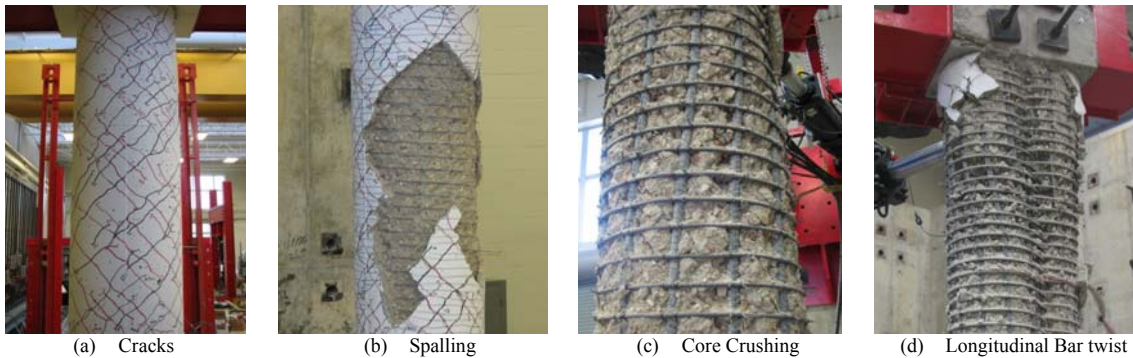 (a) Cracks
(b) Spalling
(c) Core Crushing
(d) Longitudinal Bar twist